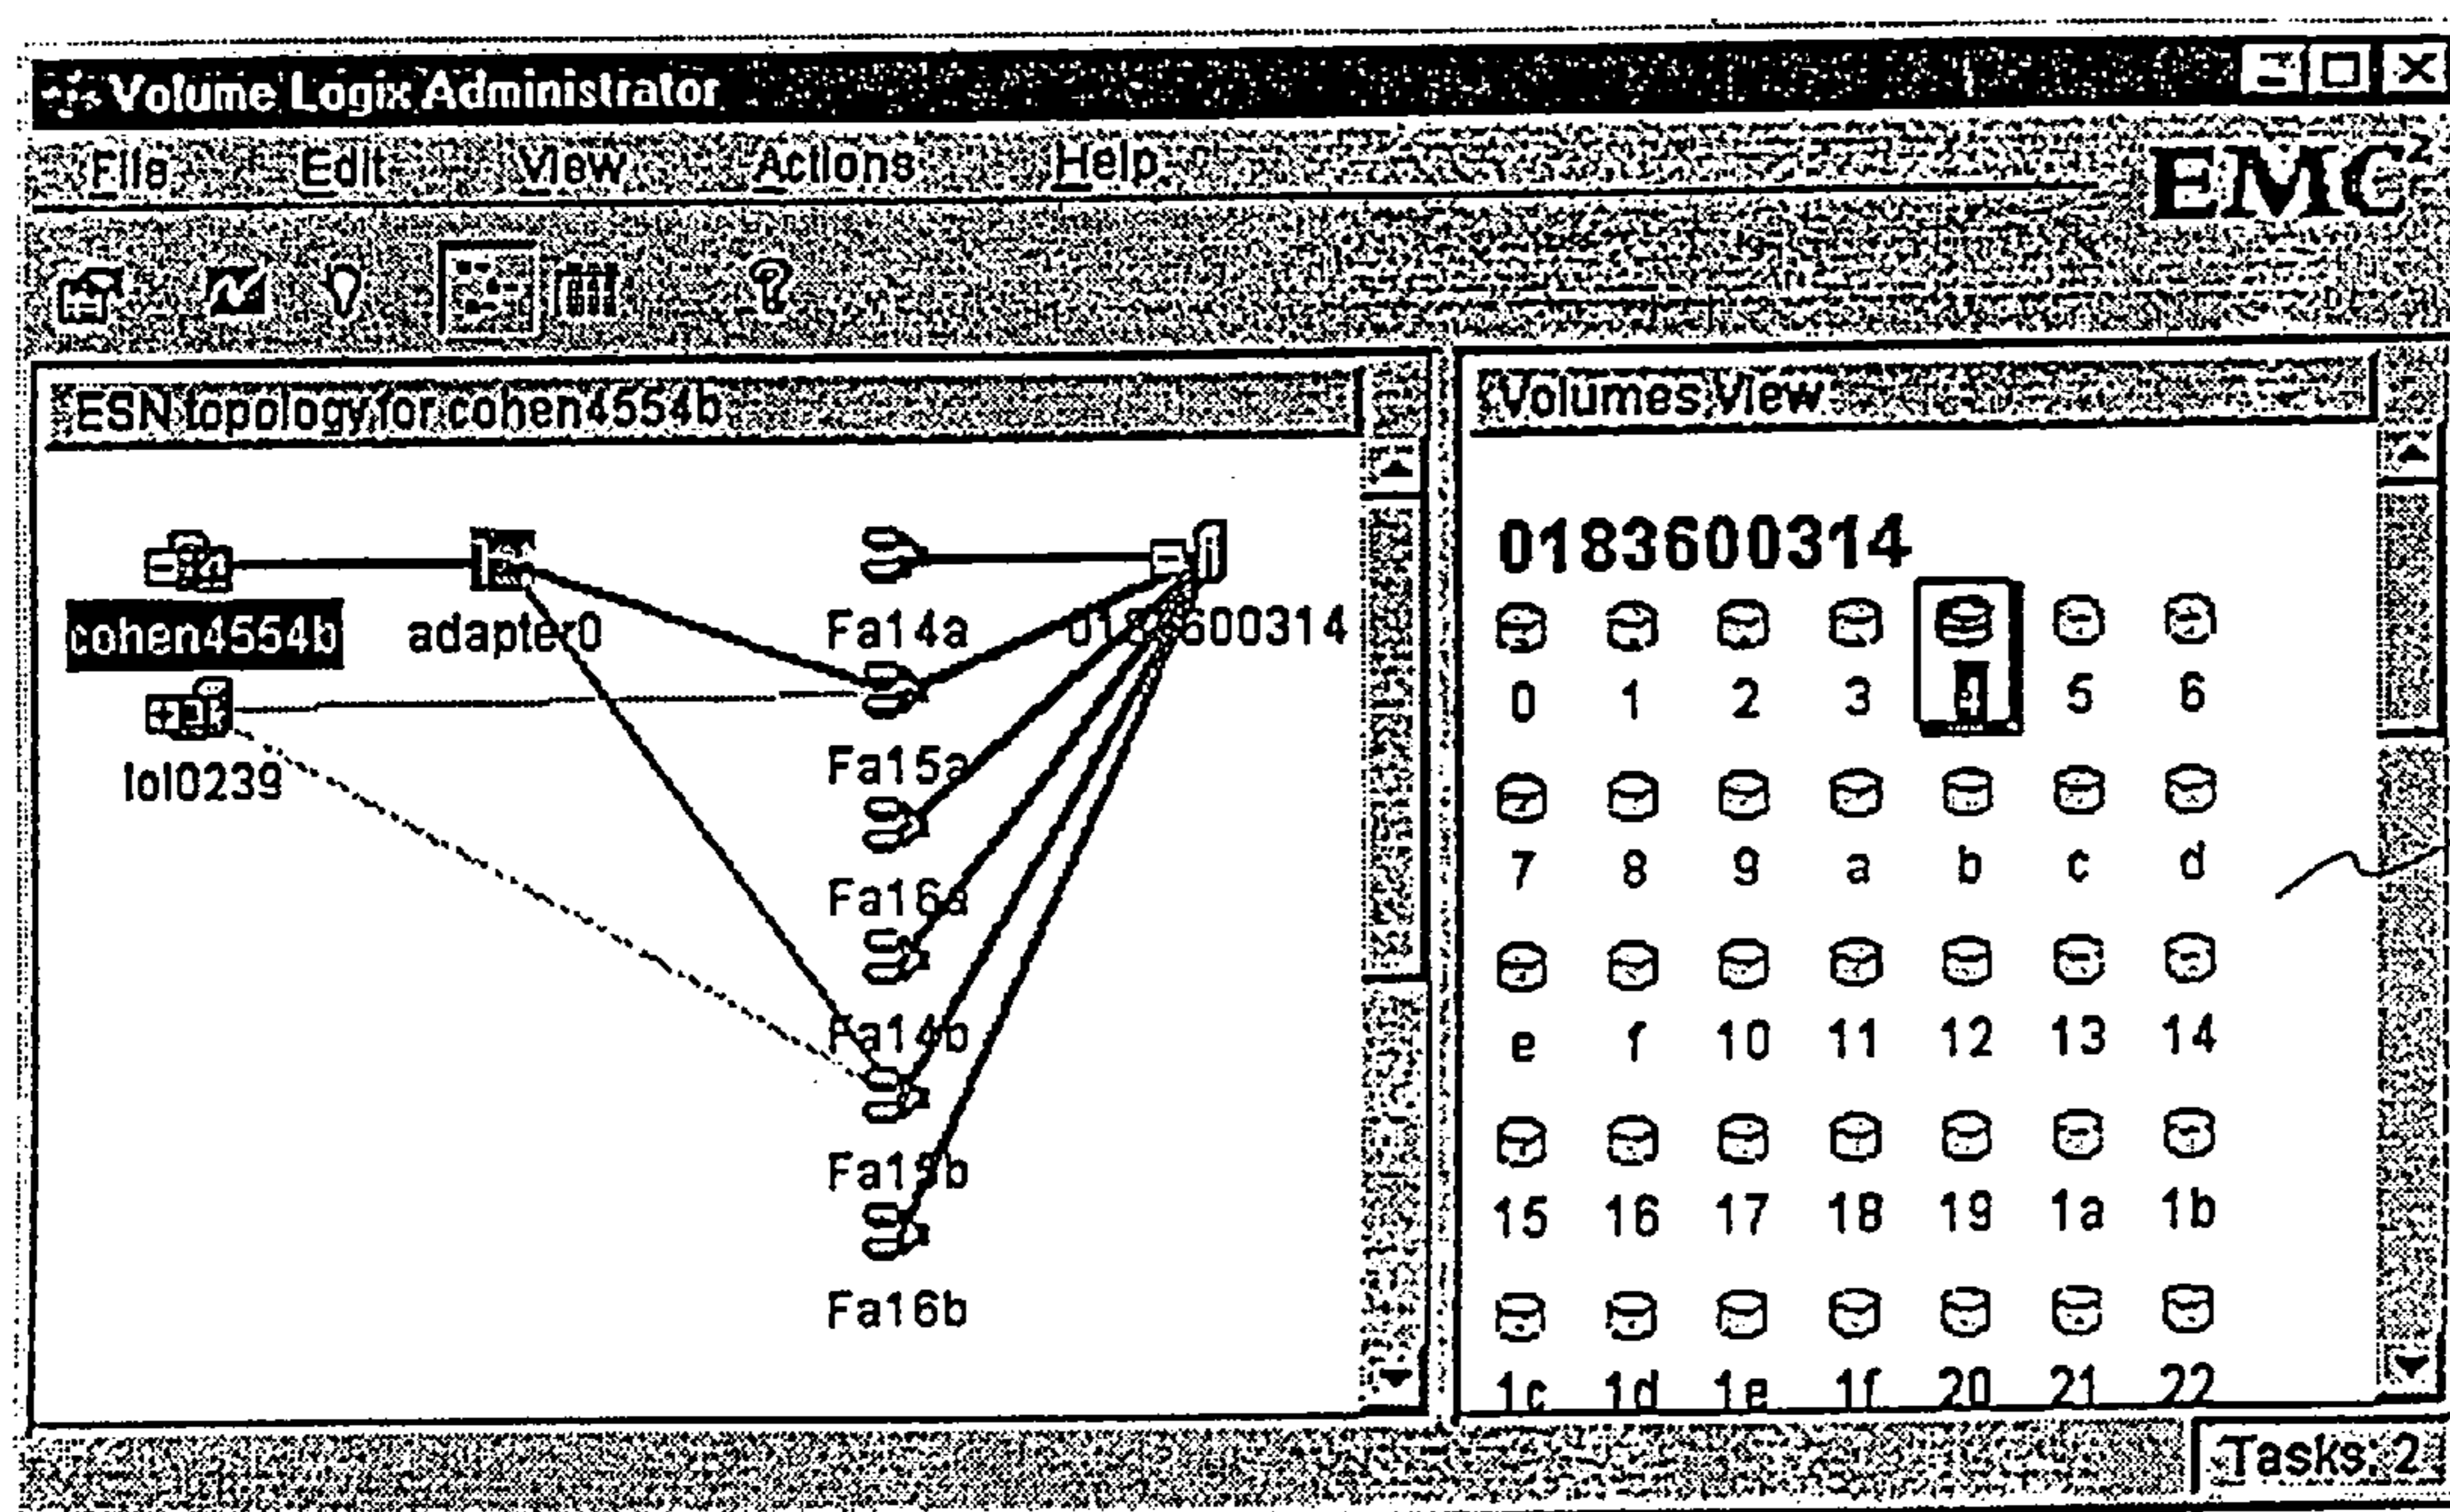 Volume Logix Administrator
File Edit View Actions Help
EMC²
?
ESN topology for cohen4554b
Volumes View
0183600314
cohen4554b adapter0 Fa14a 0183600314
0 1 2 3 4 5 6
lol0239 Fa15a
7 8 9 a b c d
Fa16a
Fa14b
e f 10 11 12 13 14
Fa15b
15 16 17 18 19 1a 1b
Fa16b
1c 1d 1e 1f 20 21 22
Tasks: 2